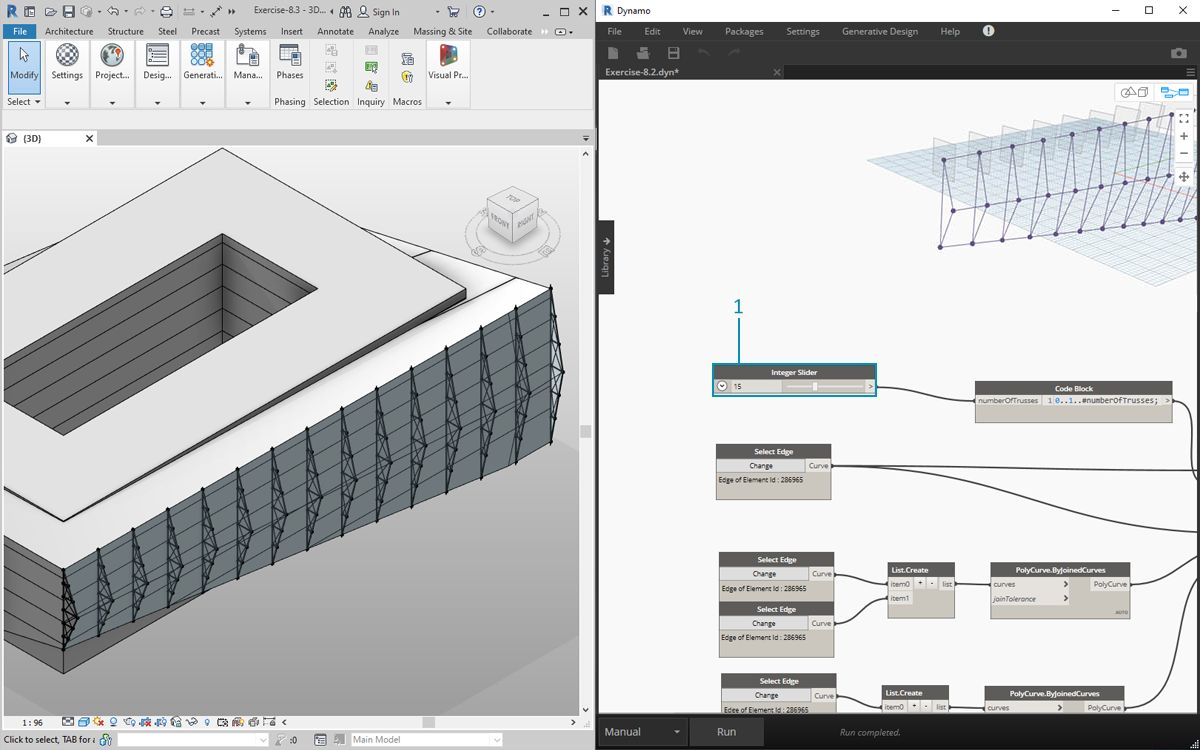 Exercise-8.3 - 3D...
Sign In
File
Architecture
Structure
Steel
Precast
Systems
Insert
Annotate
Analyze
Massing & Site
Collaborate
Modify
Settings
Project...
Desig...
Generati...
Mana...
Phases
Visual Pr...
Select
Phasing
Selection
Inquiry
Macros
{3D}
TOP
FRONT
RIGHT
1 : 96
Click to select, TAB for a
:0
Main Model
Dynamo
File
Edit
View
Packages
Settings
Generative Design
Help
Exercise-8.2.dyn*
Library
1
Integer Slider
15
>
Code Block
numberOfTrusses
1 0..1..#numberOfTrusses;
>
Select Edge
Change
Curve
Edge of Element Id : 286965
Select Edge
Change
Curve
Edge of Element Id : 286965
Select Edge
Change
Curve
Edge of Element Id : 286965
List.Create
item0 + - list
item1
PolyCurve.ByJoinedCurves
curves > PolyCurve
joinTolerance >
AUTO
Select Edge
Change
Curve
Edge of Element Id : 286965
List.Create
item0 + - list
PolyCurve.ByJoinedCurves
curves > PolyCurve
Manual
Run
Run completed.